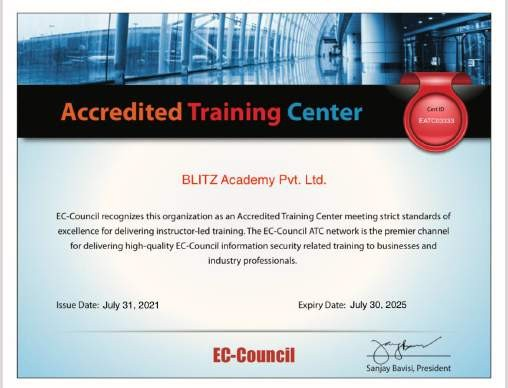 Accredited Training Center
Cert ID
EATC03333
BLITZ Academy Pvt. Ltd.
EC-Council recognizes this organization as an Accredited Training Center meeting strict standards of
excellence for delivering instructor-led training. The EC-Council ATC network is the premier channel
for delivering high-quality EC-Council information security related training to businesses and
industry professionals.
Issue Date: July 31, 2021
Expiry Date: July 30, 2025
EC-Council
Sanjay Bavisi, President